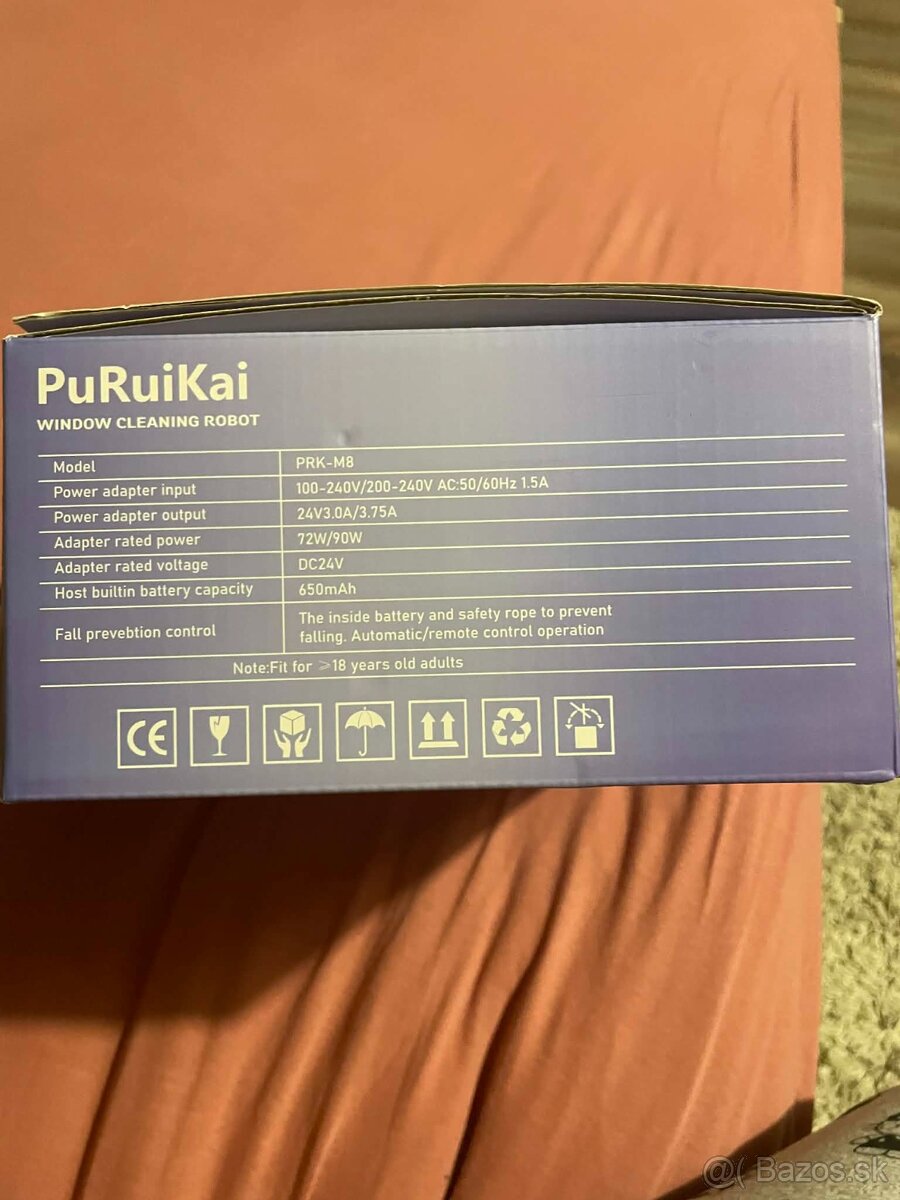 PuRuiKai
WINDOW CLEANING ROBOT
Model PRK-M8
Power adapter input 100-240V/200-240V AC:50/60Hz 1.5A
Power adapter output 24V3.0A/3.75A
Adapter rated power 72W/90W
Adapter rated voltage DC24V
Host builtin battery capacity 650mAh
Fall prevebtion control The inside battery and safety rope to prevent
falling. Automatic/remote control operation
Note:Fit for ≥18 years old adults
CE
@( Bazos.sk